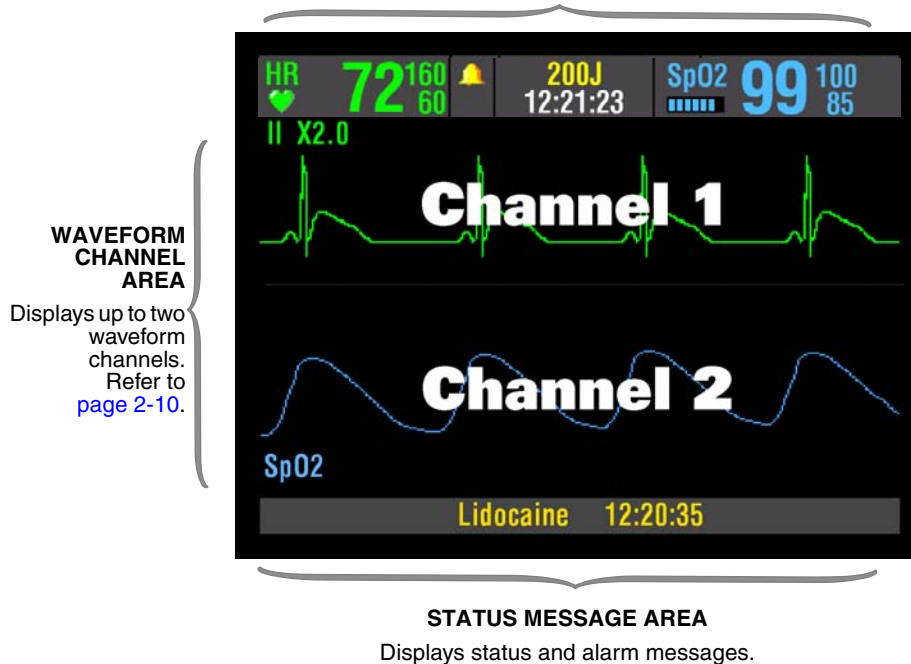 HR 72 160 60 200J 12:21:23 SpO2 99 100 85
II X2.0
Channel 1
WAVEFORM
CHANNEL
AREA
Displays up to two
waveform
channels.
Refer to
page 2-10.
Channel 2
SpO2
Lidocaine 12:20:35
STATUS MESSAGE AREA
Displays status and alarm messages.